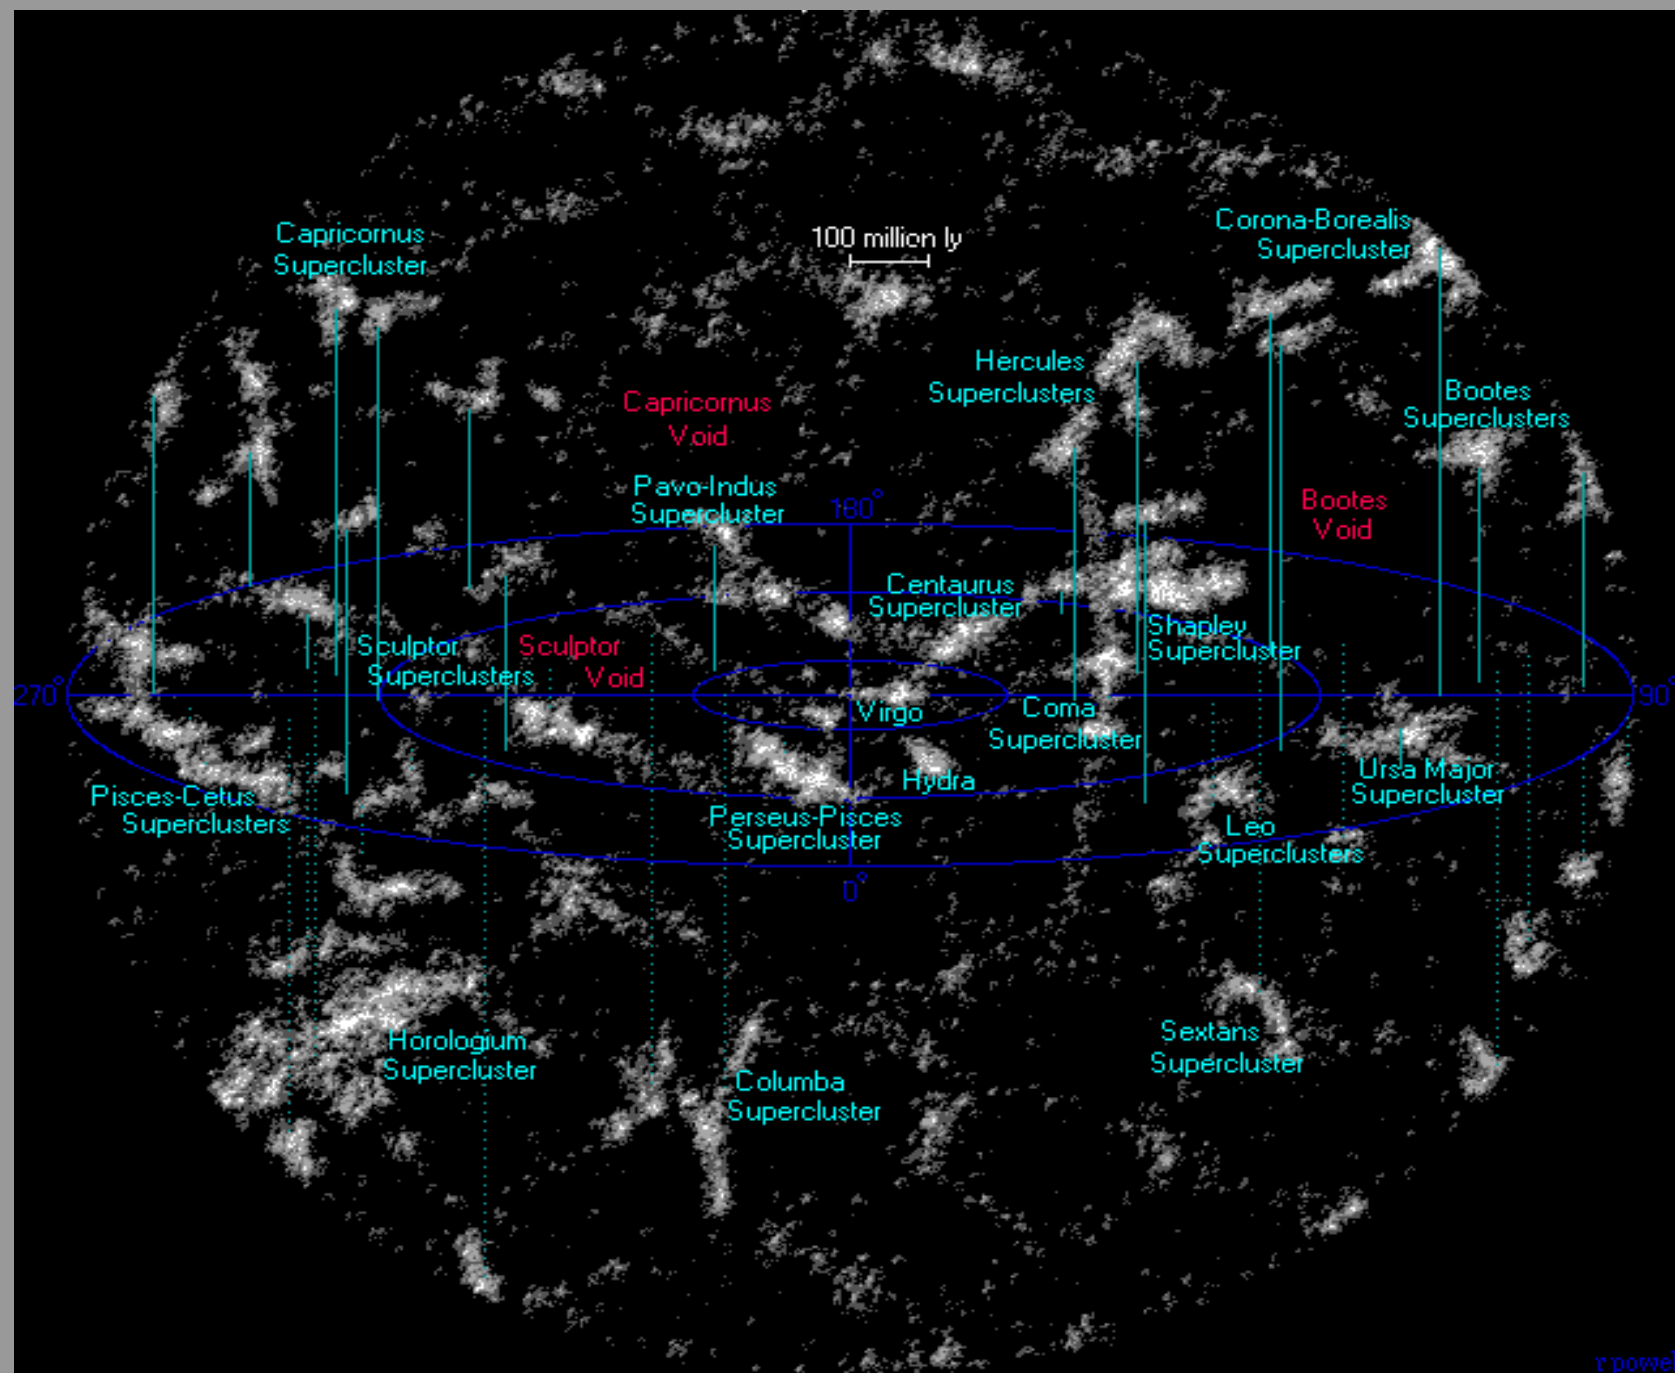 Capricornus
Supercluster
100 million ly
Corona-Borealis
Supercluster
Hercules
Superclusters
Bootes
Superclusters
Capricornus
Void
Pavo-Indus
Supercluster
180°
Bootes
Void
Centaurus
Supercluster
Shapley
Supercluster
Sculptor
Superclusters
Sculptor
Void
270°
90°
Virgo
Coma
Supercluster
Hydra
Ursa Major
Supercluster
Pisces-Cetus
Superclusters
Perseus-Pisces
Supercluster
Leo
Superclusters
0°
Horologium
Supercluster
Sextans
Supercluster
Columba
Supercluster
r powel